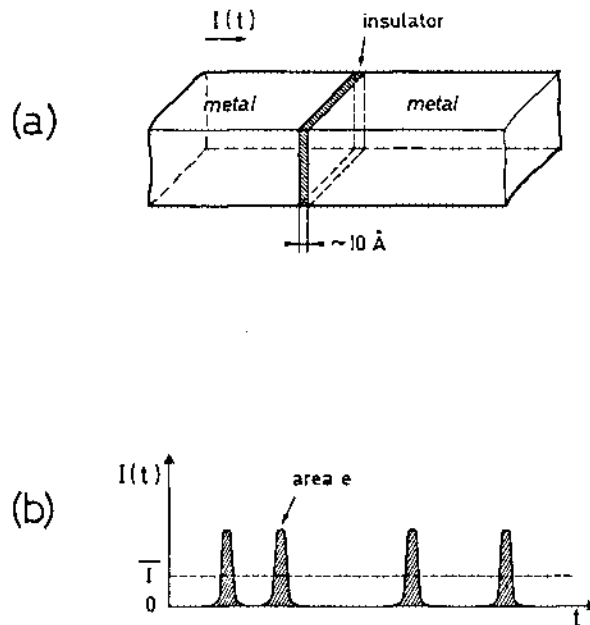 I(t)
insulator
(a)
metal
metal
~10 Å
I(t)
area e
(b)
I
0
t